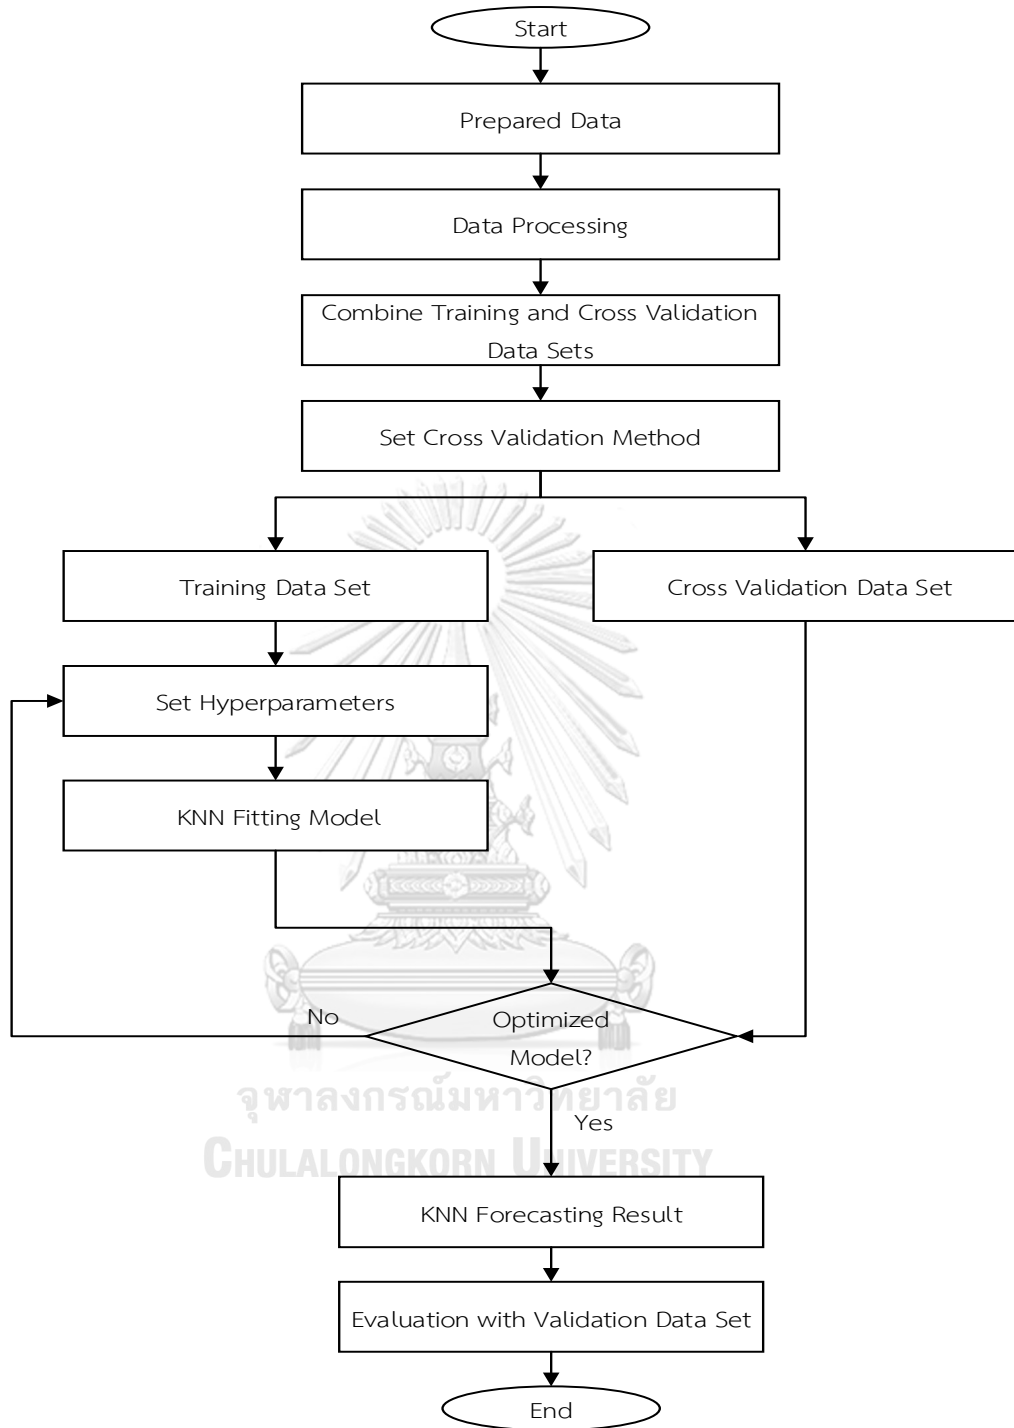 Start
Prepared Data
Data Processing
Combine Training and Cross Validation
Data Sets
Set Cross Validation Method
Training Data Set
Cross Validation Data Set
Set Hyperparameters
KNN Fitting Model
No
Optimized
Model?
Yes
จุฬาลงกรณ์มหาวิทยาลัย
CHULALONGKORN UNIVERSITY
KNN Forecasting Result
Evaluation with Validation Data Set
End